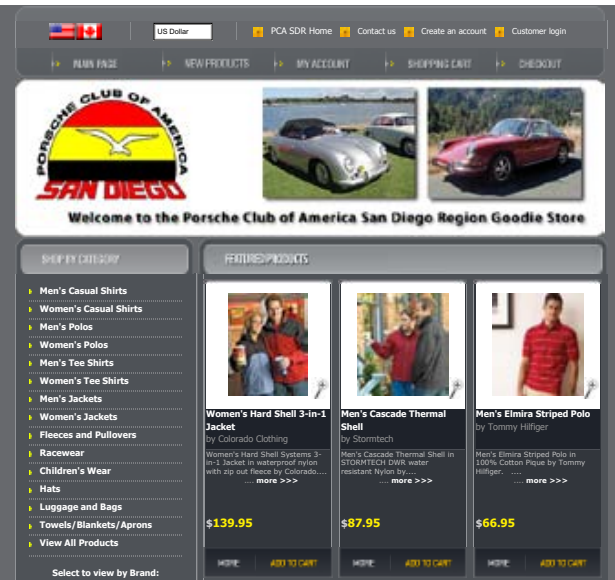 US Dollar
PCA SDR Home
Contact us
Create an account
Customer login
MAIN PAGE
NEW PRODUCTS
MY ACCOUNT
SHOPPING CART
CHECKOUT
PORSCHE CLUB OF AMERICA
SAN DIEGO
Welcome to the Porsche Club of America San Diego Region Goodie Store
SHOP BY CATEGORY
FEATURED PRODUCTS
Men's Casual Shirts
Women's Casual Shirts
Men's Polos
Women's Polos
Men's Tee Shirts
Women's Tee Shirts
Men's Jackets
Women's Jackets
Fleeces and Pullovers
Racewear
Children's Wear
Hats
Luggage and Bags
Towels/Blankets/Aprons
View All Products
Select to view by Brand:
Women's Hard Shell 3-in-1
Jacket
by Colorado Clothing
Women's Hard Shell Systems 3-
in-1 Jacket in waterproof nylon
with zip out fleece by Colorado....
.... more >>>
$139.95
MORE
ADD TO CART
Men's Cascade Thermal
Shell
by Stormtech
Men's Cascade Thermal Shell in
STORMTECH DWR water
resistant Nylon by....
.... more >>>
$87.95
MORE
ADD TO CART
Men's Elmira Striped Polo
by Tommy Hilfiger
Men's Elmira Striped Polo in
100% Cotton Pique by Tommy
Hilfiger. ....
.... more >>>
$66.95
MORE
ADD TO CART